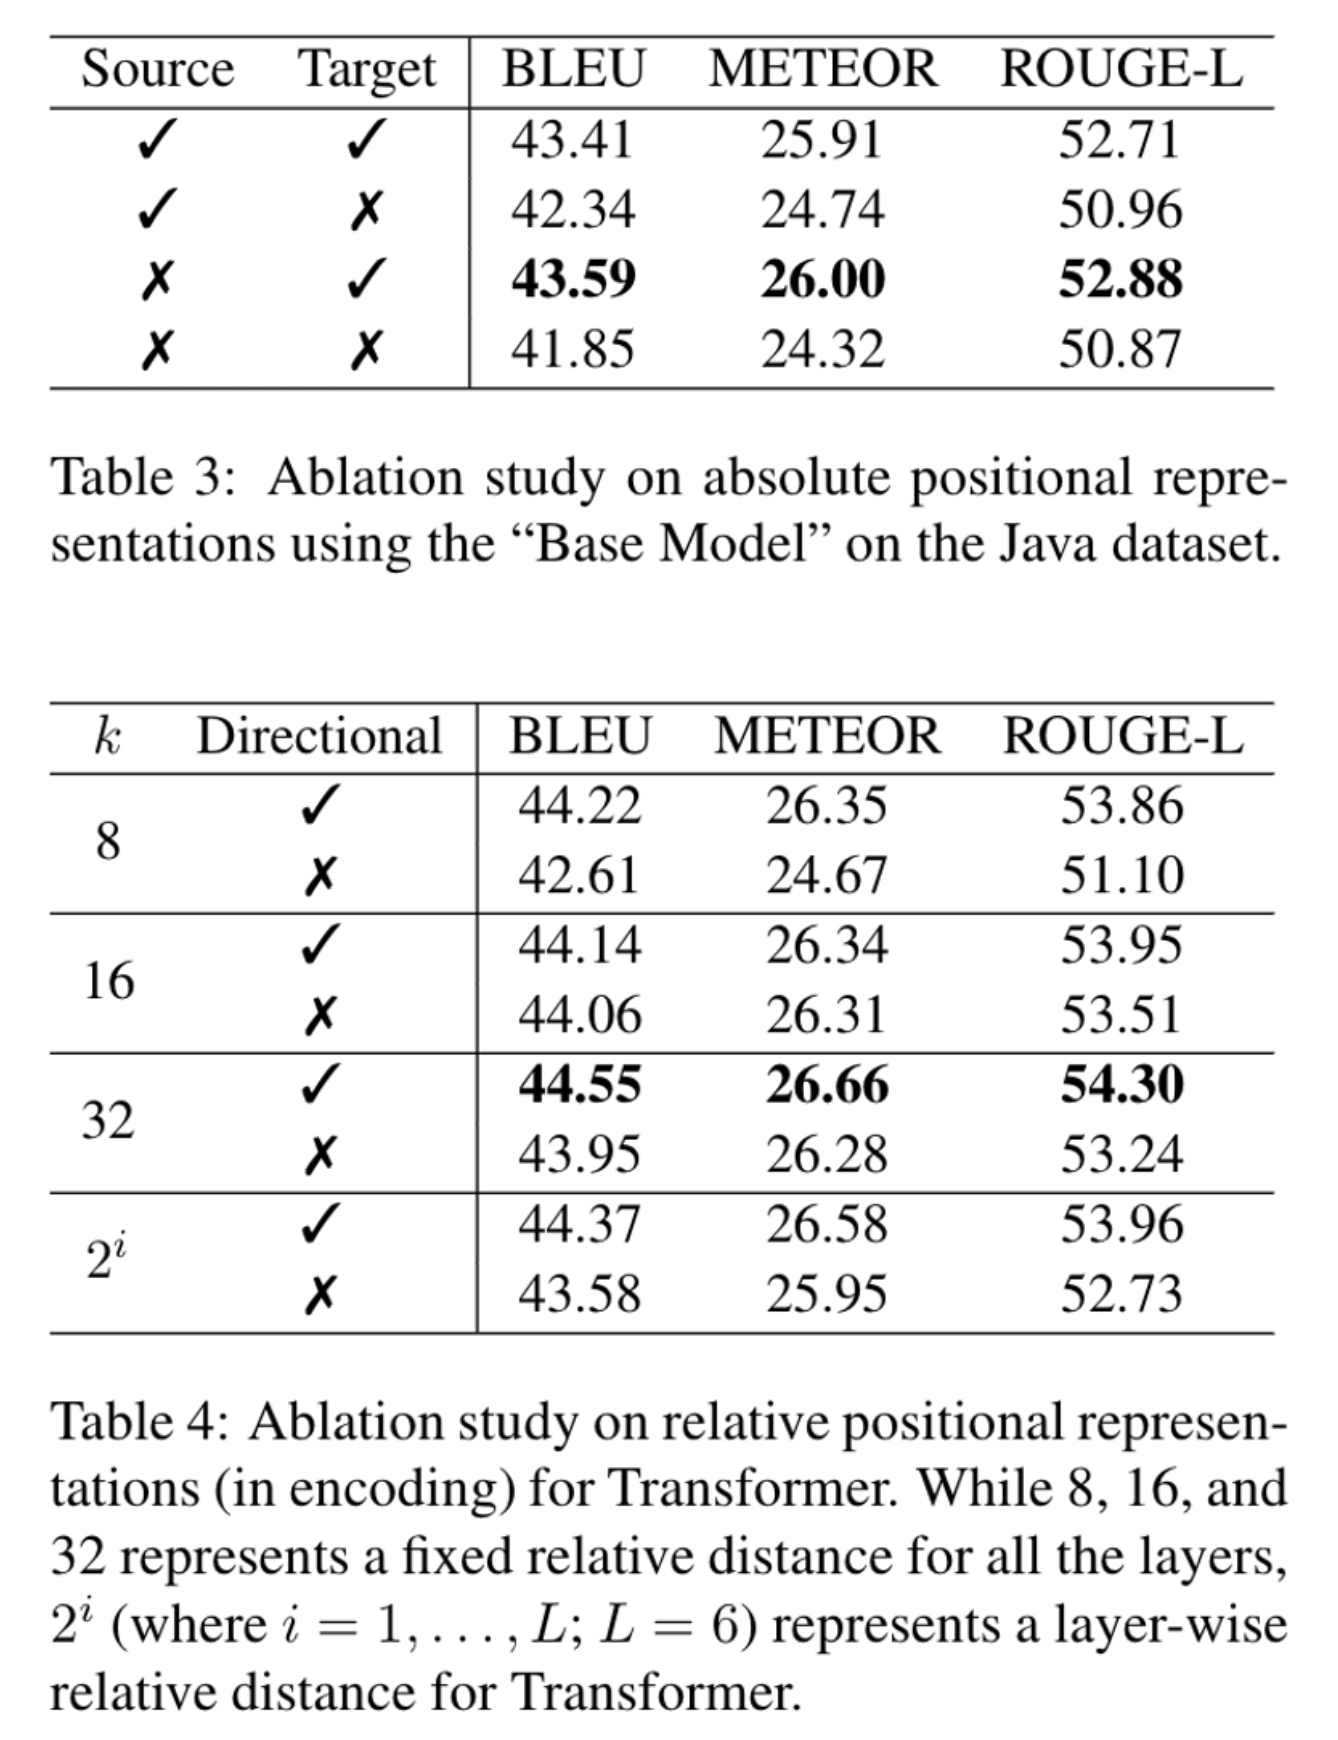 Source Target BLEU METEOR ROUGE-L
✓ ✓ 43.41 25.91 52.71
✓ ✗ 42.34 24.74 50.96
✗ ✓ 43.59 26.00 52.88
✗ ✗ 41.85 24.32 50.87
Table 3: Ablation study on absolute positional repre-
sentations using the “Base Model” on the Java dataset.
k Directional BLEU METEOR ROUGE-L
8 ✓ 44.22 26.35 53.86
✗ 42.61 24.67 51.10
16 ✓ 44.14 26.34 53.95
✗ 44.06 26.31 53.51
32 ✓ 44.55 26.66 54.30
✗ 43.95 26.28 53.24
2^i ✓ 44.37 26.58 53.96
✗ 43.58 25.95 52.73
Table 4: Ablation study on relative positional represen-
tations (in encoding) for Transformer. While 8, 16, and
32 represents a fixed relative distance for all the layers,
2^i (where i = 1, . . . , L; L = 6) represents a layer-wise
relative distance for Transformer.